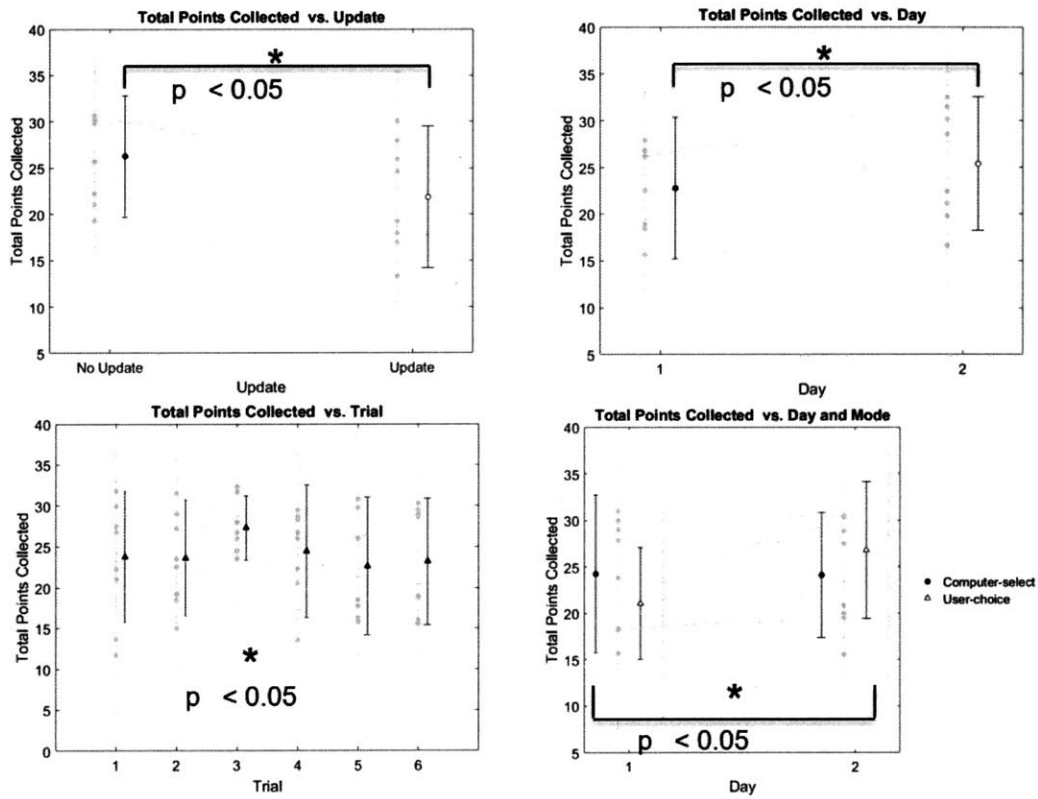 Total Points Collected vs. Update
Total Points Collected
40
35
30
25
20
15
10
5
*
p < 0.05
No Update
Update
Update
Total Points Collected vs. Day
Total Points Collected
40
35
30
25
20
15
10
5
*
p < 0.05
1
2
Day
Total Points Collected vs. Trial
Total Points Collected
40
35
30
25
20
15
10
5
0
*
p < 0.05
1 2 3 4 5 6
Trial
Total Points Collected vs. Day and Mode
Total Points Collected
40
35
30
25
20
15
10
5
*
p < 0.05
1
2
Day
Computer-select
User-choice